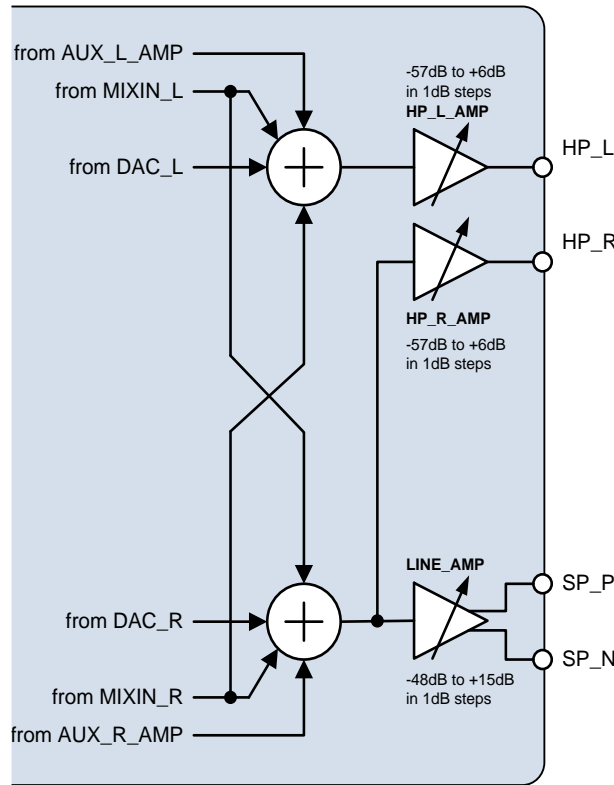 from AUX_L_AMP
from MIXIN_L
from DAC_L
-57dB to +6dB
in 1dB steps
HP_L_AMP
HP_L
HP_R
HP_R_AMP
-57dB to +6dB
in 1dB steps
LINE_AMP
SP_P
SP_N
-48dB to +15dB
in 1dB steps
from DAC_R
from MIXIN_R
from AUX_R_AMP